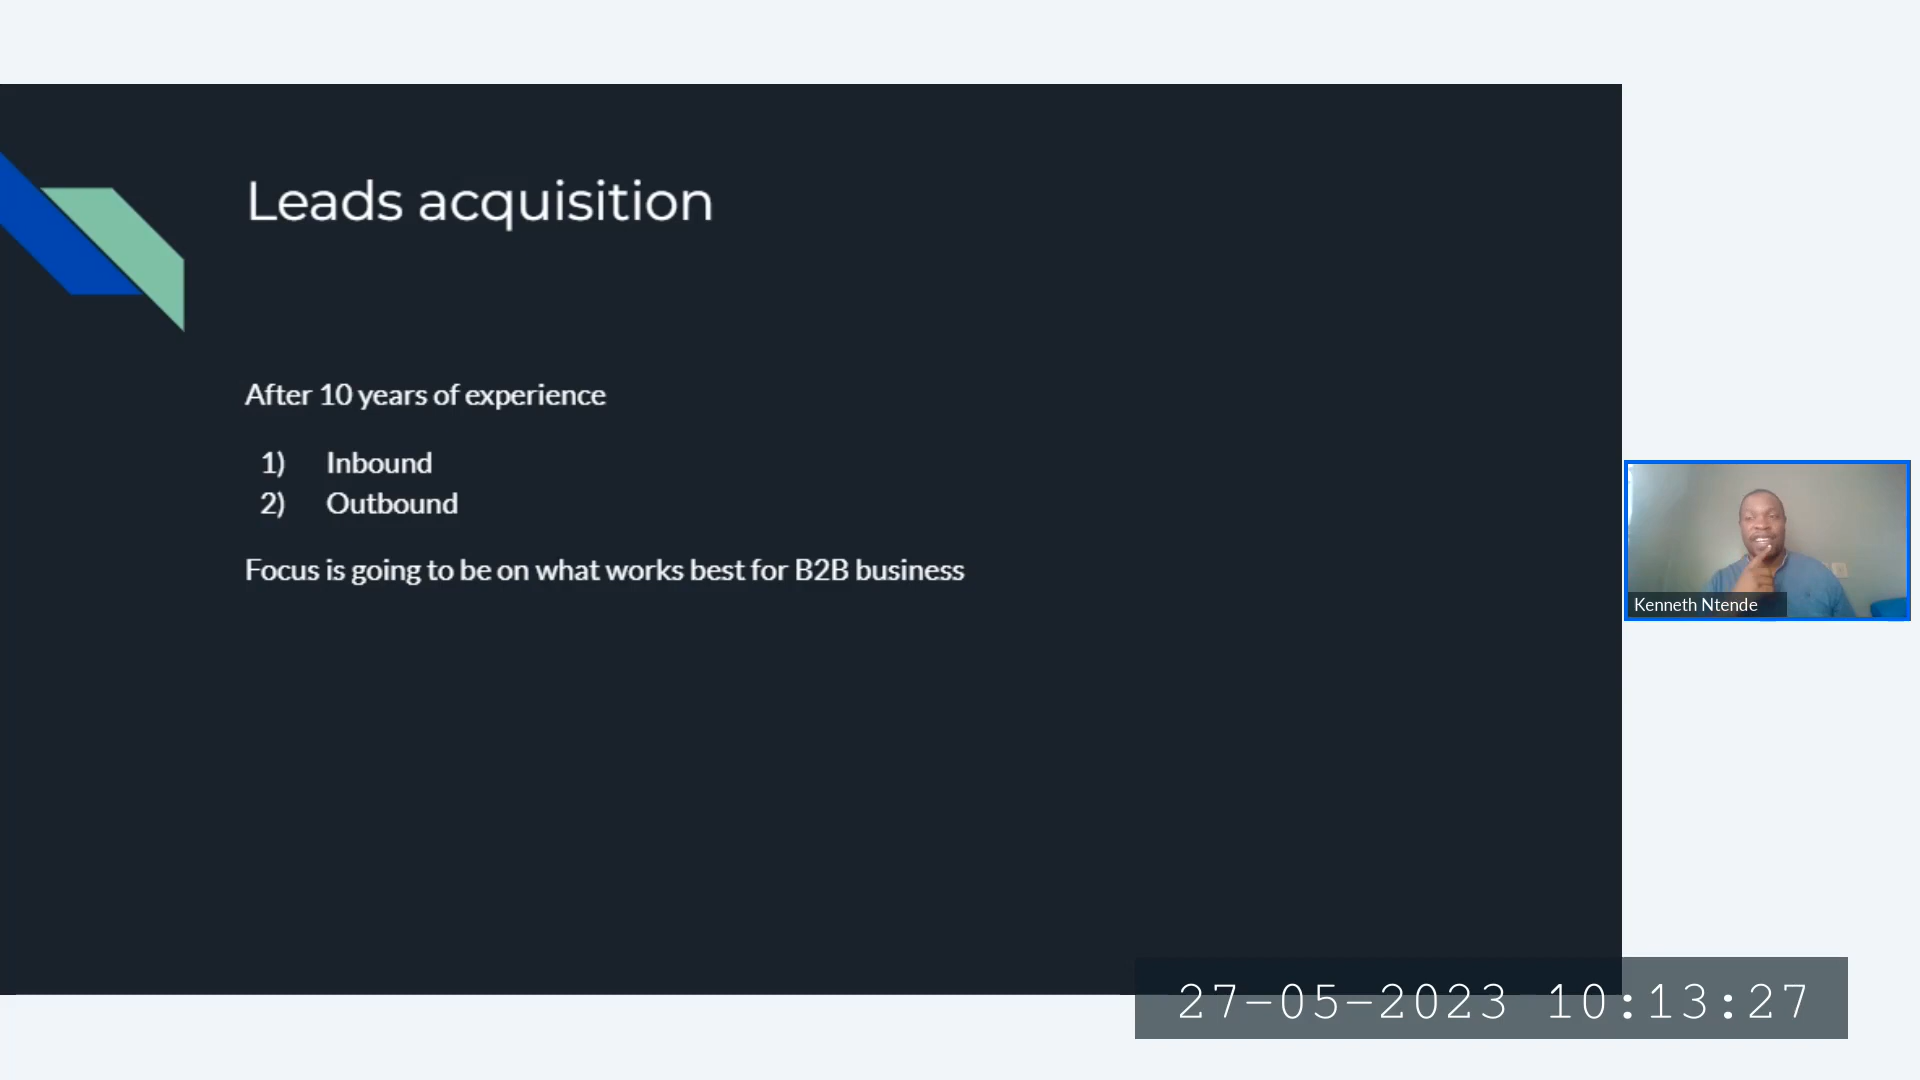 Leads acquisition
After 10 years of experience
1) Inbound
2) Outbound
Focus is going to be on what works best for B2B business
Kenneth Ntende
27-05-2023 10:13:27